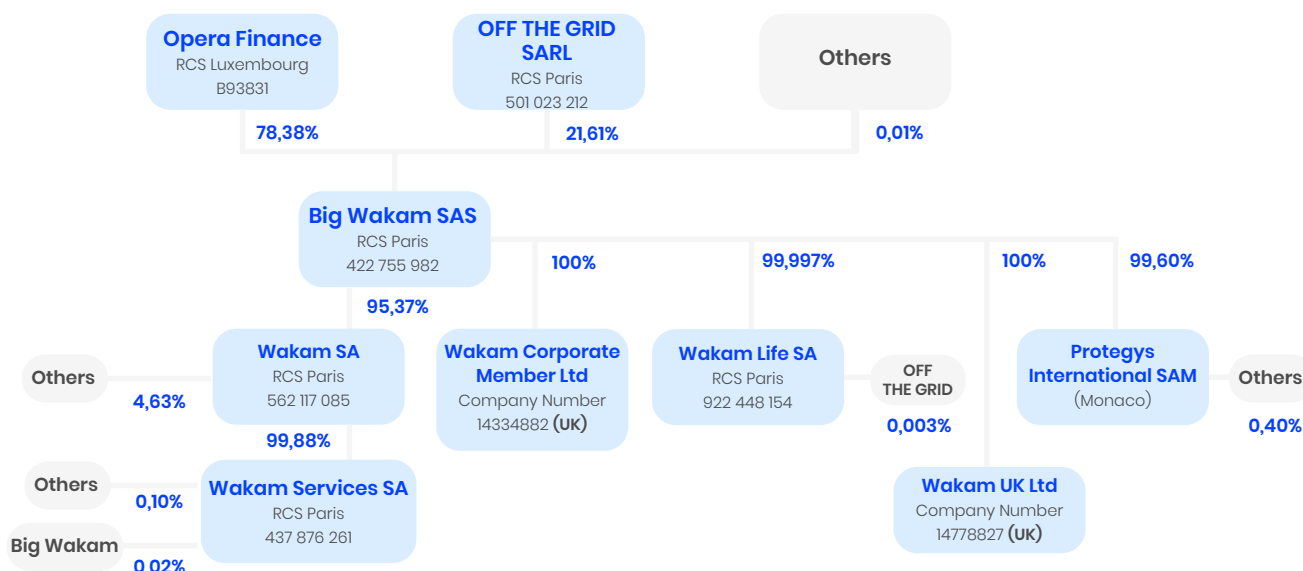 Opera Finance
RCS Luxembourg
B93831
OFF THE GRID
SARL
RCS Paris
501 023 212
Others
78,38%
21,61%
0,01%
Big Wakam SAS
RCS Paris
422 755 982
100%
99,997%
100%
99,60%
95,37%
Wakam SA
RCS Paris
562 117 085
Others
4,63%
Wakam Corporate
Member Ltd
Company Number
14334882 (UK)
Wakam Life SA
RCS Paris
922 448 154
OFF
THE GRID
0,003%
Protegys
International SAM
(Monaco)
Others
0,40%
99,88%
Others
0,10%
Wakam Services SA
RCS Paris
437 876 261
Big Wakam
0,02%
Wakam UK Ltd
Company Number
14778827 (UK)